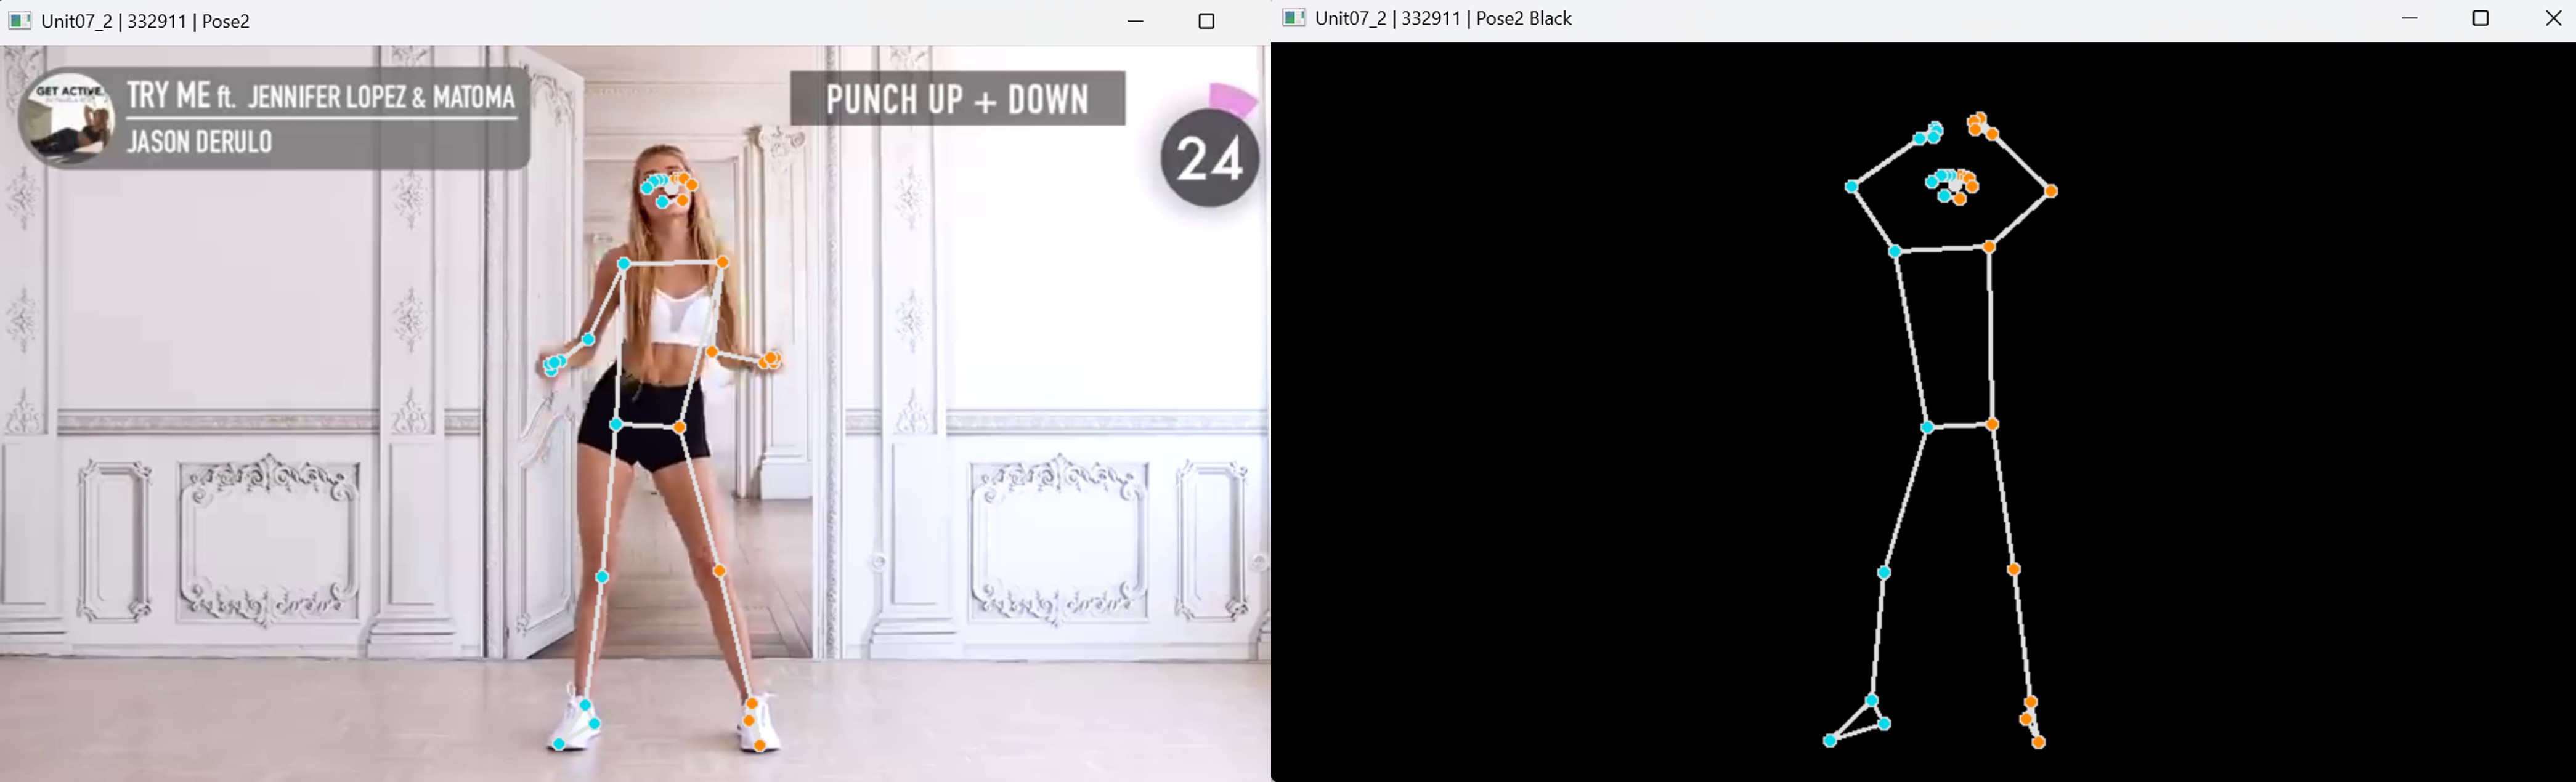 Unit07_2 | 332911 | Pose2
Unit07_2 | 332911 | Pose2 Black
GET ACTIVE
TRY ME ft. JENNIFER LOPEZ & MATOMA
JASON DERULO
PUNCH UP + DOWN
24